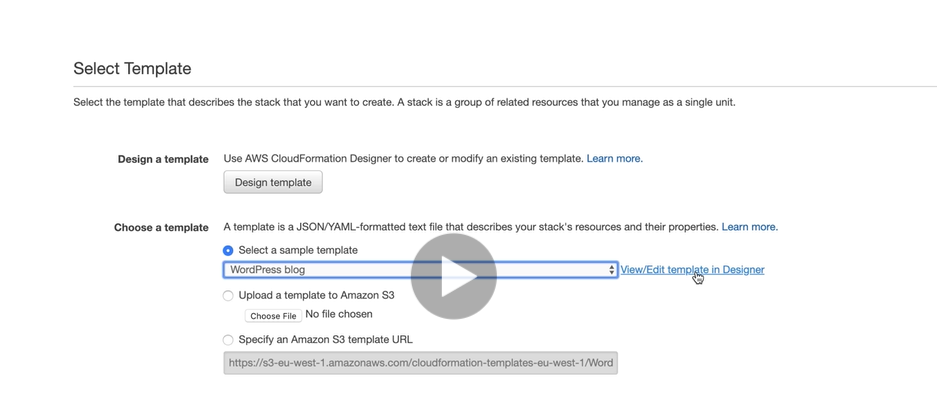 Select Template
Select the template that describes the stack that you want to create. A stack is a group of related resources that you manage as a single unit.
Design a template Use AWS CloudFormation Designer to create or modify an existing template. Learn more.
Design template
Choose a template A template is a JSON/YAML-formatted text file that describes your stack's resources and their properties. Learn more.
Select a sample template
WordPress blog View/Edit template in Designer
Upload a template to Amazon S3
Choose File No file chosen
Specify an Amazon S3 template URL
https://s3-eu-west-1.amazonaws.com/cloudformation-templates-eu-west-1/Word